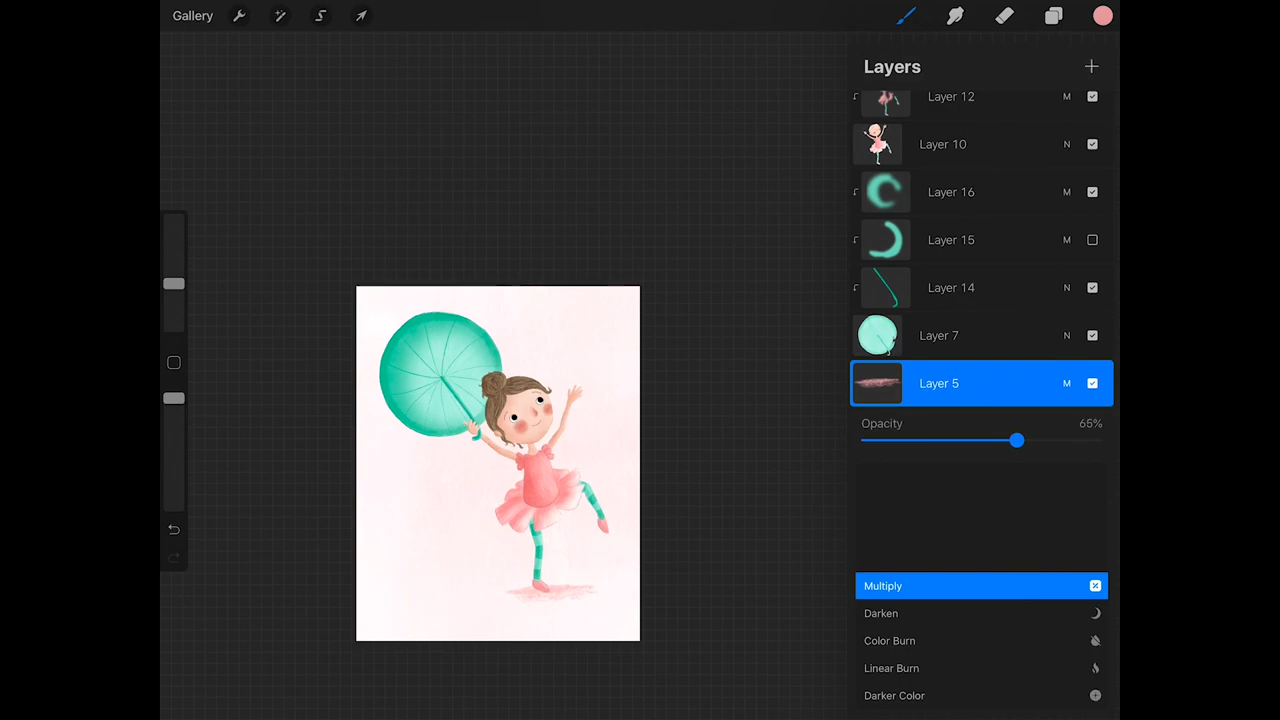 Gallery
Layers
Layer 12 M
Layer 10 N
Layer 16 M
Layer 15 M
Layer 14 N
Layer 7 N
Layer 5 M
Opacity 65%
Multiply
Darken
Color Burn
Linear Burn
Darker Color